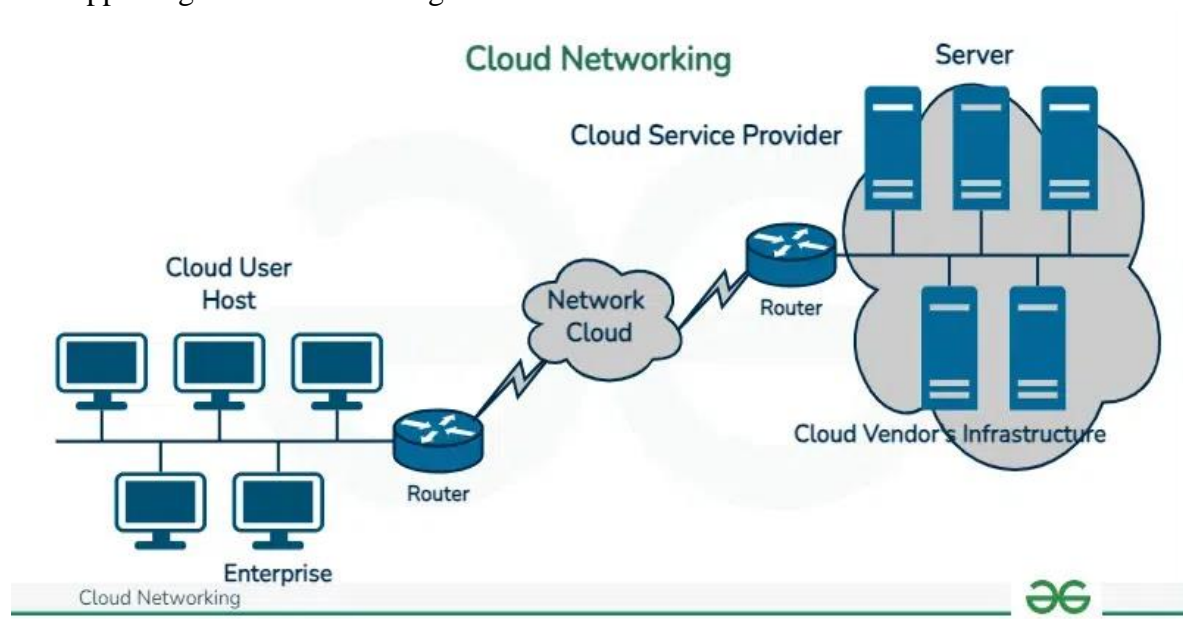 Cloud Networking
Server
Cloud Service Provider
Cloud User
Host
Network
Cloud
Router
Router
Cloud Vendor's Infrastructure
Enterprise
Cloud Networking